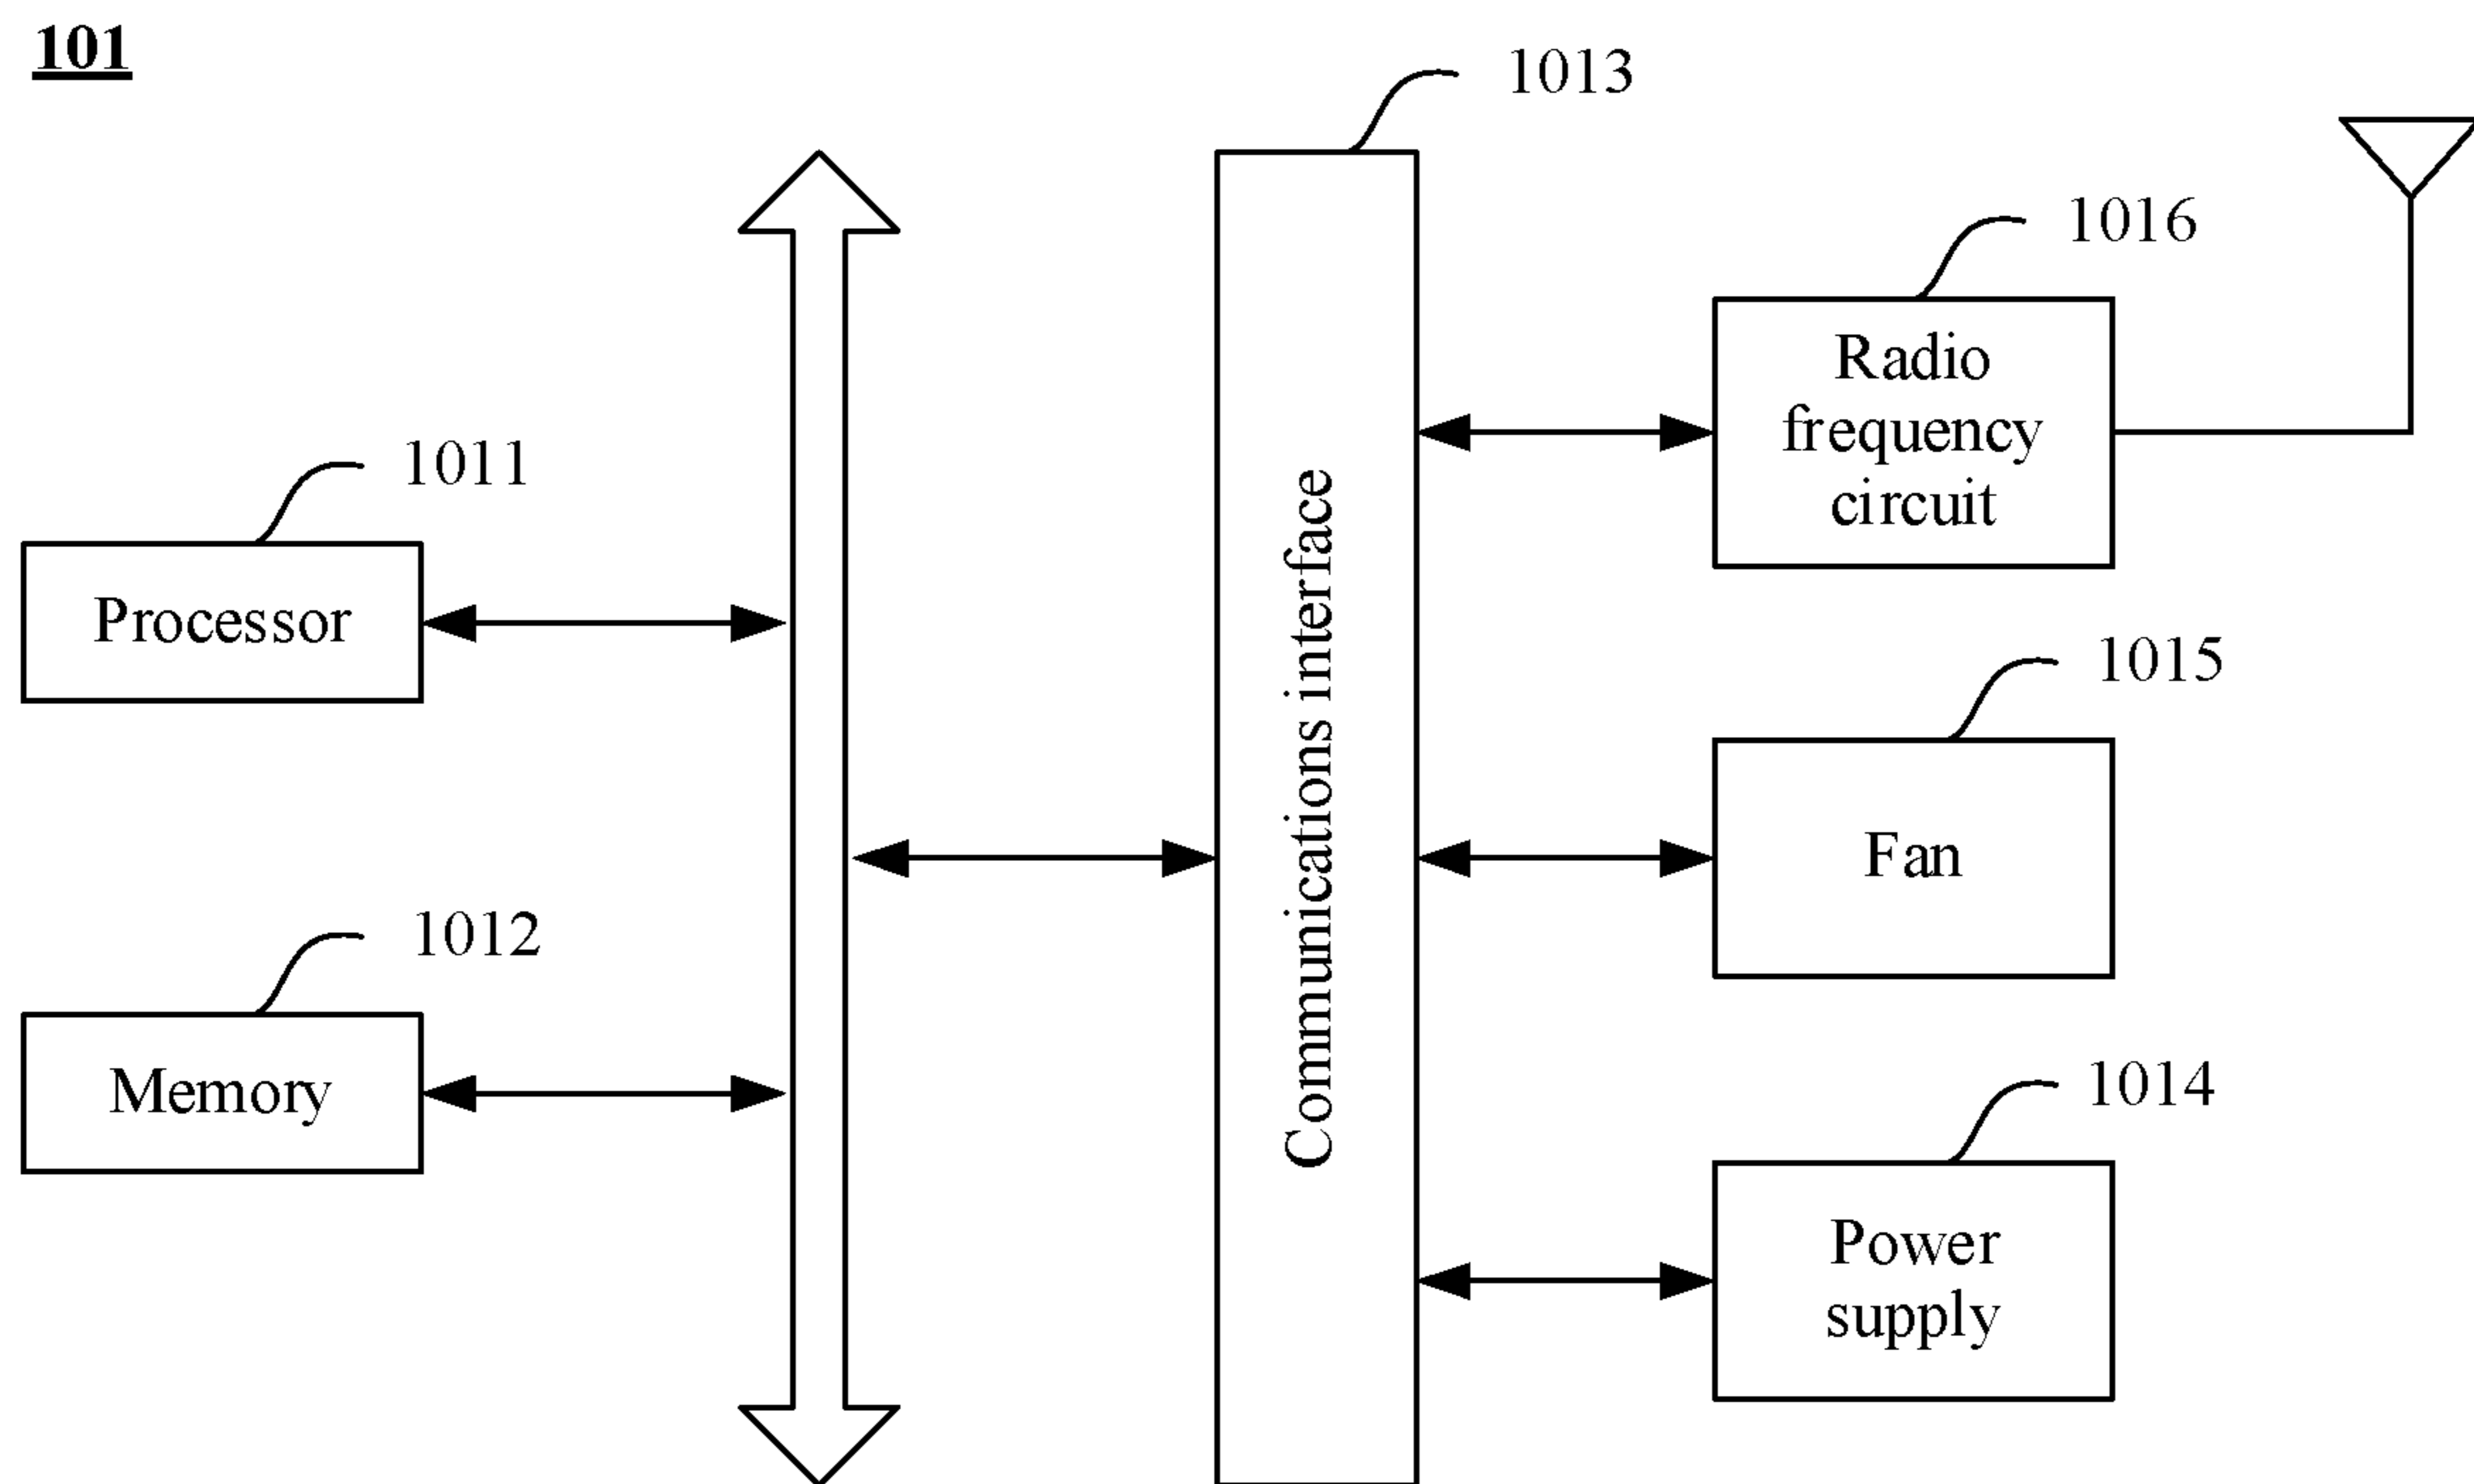 101
1013
1016
Radio
frequency
circuit
1011
Processor
1015
Fan
Communications interface
1012
Memory
1014
Power
supply